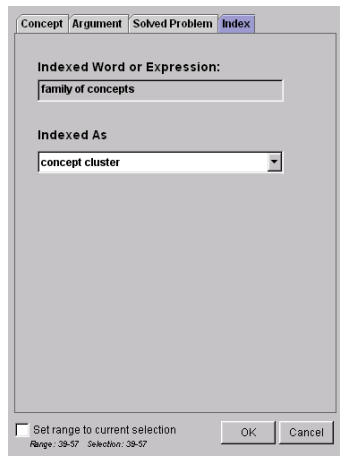 Concept Argument Solved Problem Index
Indexed Word or Expression:
family of concepts
Indexed As
concept cluster
Set range to current selection
Range: 39-57 Selection: 39-57
OK Cancel